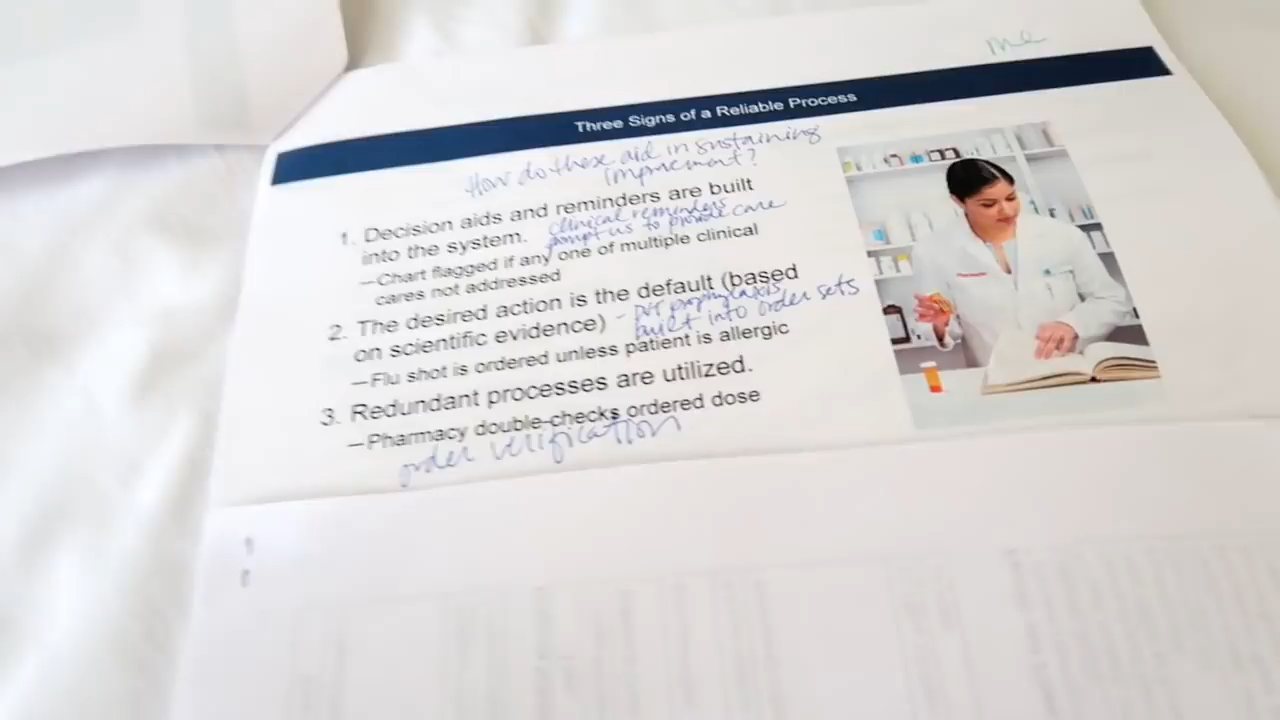 me
Three Signs of a Reliable Process
How do these aid in sustaining
improvement?
1. Decision aids and reminders are built
into the system. clinical reminders
prompt us to provide care
—Chart flagged if any one of multiple clinical
cares not addressed
2. The desired action is the default (based
on scientific evidence) - prophylaxis
built into order sets
—Flu shot is ordered unless patient is allergic
3. Redundant processes are utilized.
—Pharmacy double-checks ordered dose
order verification